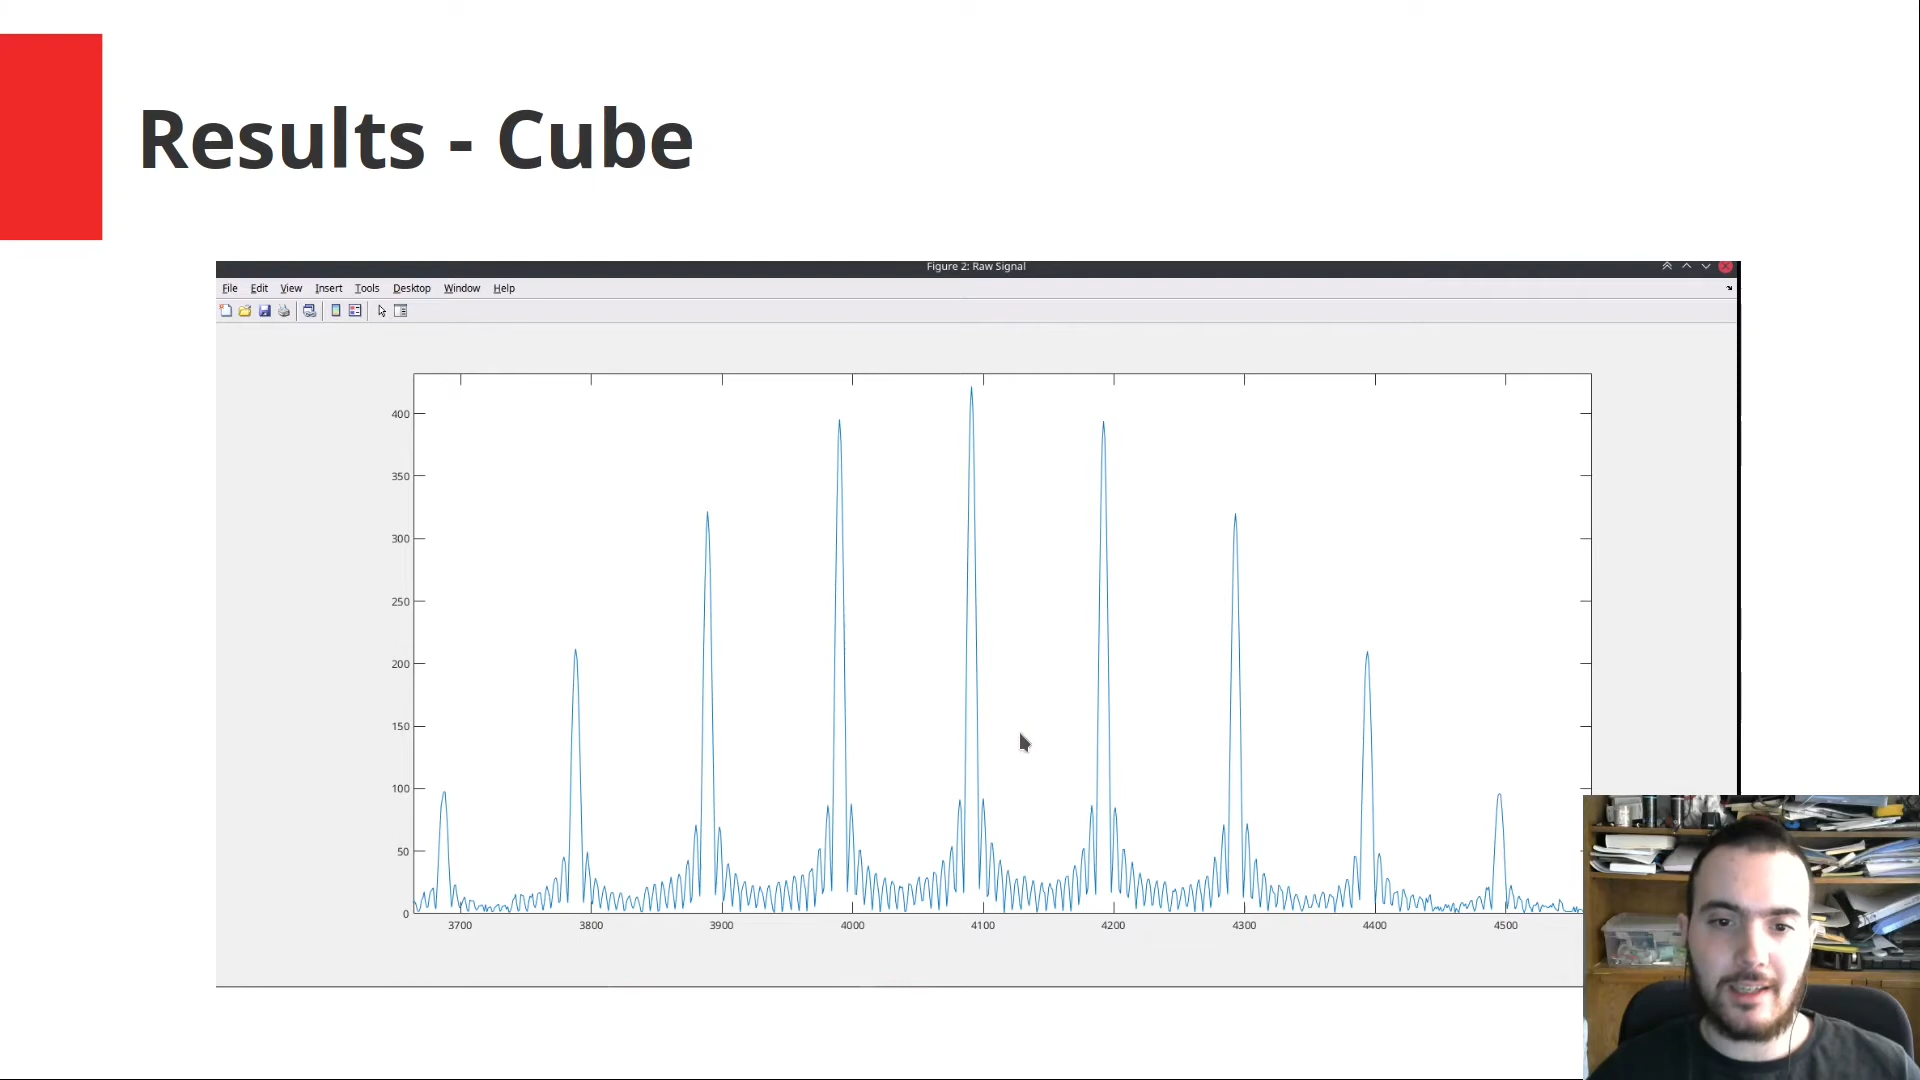 Results - Cube
Figure 2: Raw Signal
File Edit View Insert Tools Desktop Window Help
400
350
300
250
200
150
100
50
0
3700 3800 3900 4000 4100 4200 4300 4400 4500